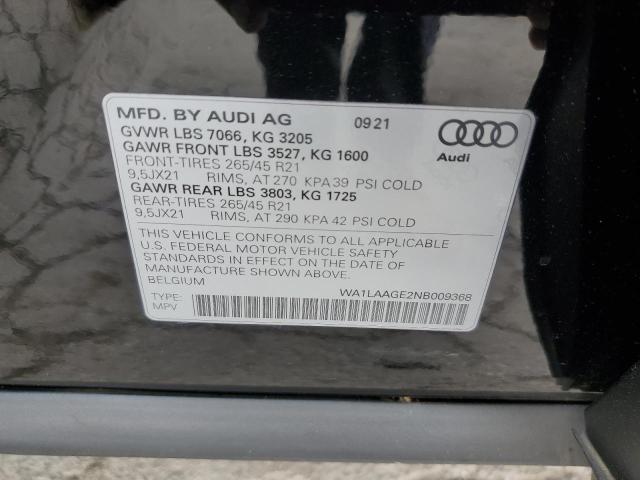 MFD. BY AUDI AG 09 21
GVWR LBS 7066, KG 3205
GAWR FRONT LBS 3527, KG 1600
FRONT-TIRES 265/45 R21
9,5JX21 RIMS, AT 270 KPA 39 PSI COLD
GAWR REAR LBS 3803, KG 1725
REAR-TIRES 265/45 R21
9,5JX21 RIMS, AT 290 KPA 42 PSI COLD
Audi
THIS VEHICLE CONFORMS TO ALL APPLICABLE
U.S. FEDERAL MOTOR VEHICLE SAFETY
STANDARDS IN EFFECT ON THE DATE OF
MANUFACTURE SHOWN ABOVE.
BELGIUM
WA1LAAGE2NB009368
TYPE:
MPV